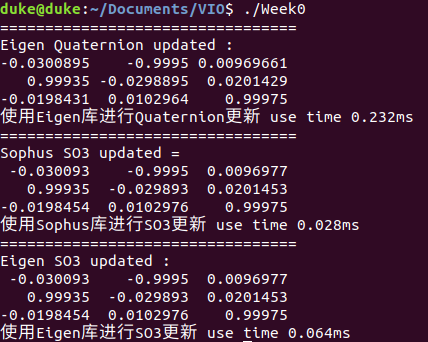 duke@duke:~/Documents/VIO$ ./Week0
=================================
Eigen Quaternion updated :
-0.0300895    -0.9995 0.00969661
   0.99935 -0.0298895  0.0201429
-0.0198431  0.0102964    0.99975
使用Eigen库进行Quaternion更新 use time 0.232ms
=================================
Sophus SO3 updated =
 -0.030093    -0.9995  0.0096977
   0.99935  -0.029893  0.0201453
-0.0198454  0.0102976    0.99975
使用Sophus库进行SO3更新 use time 0.028ms
=================================
Eigen SO3 updated :
 -0.030093    -0.9995  0.0096977
   0.99935  -0.029893  0.0201453
-0.0198454  0.0102976    0.99975
使用Eigen库进行SO3更新 use time 0.064ms